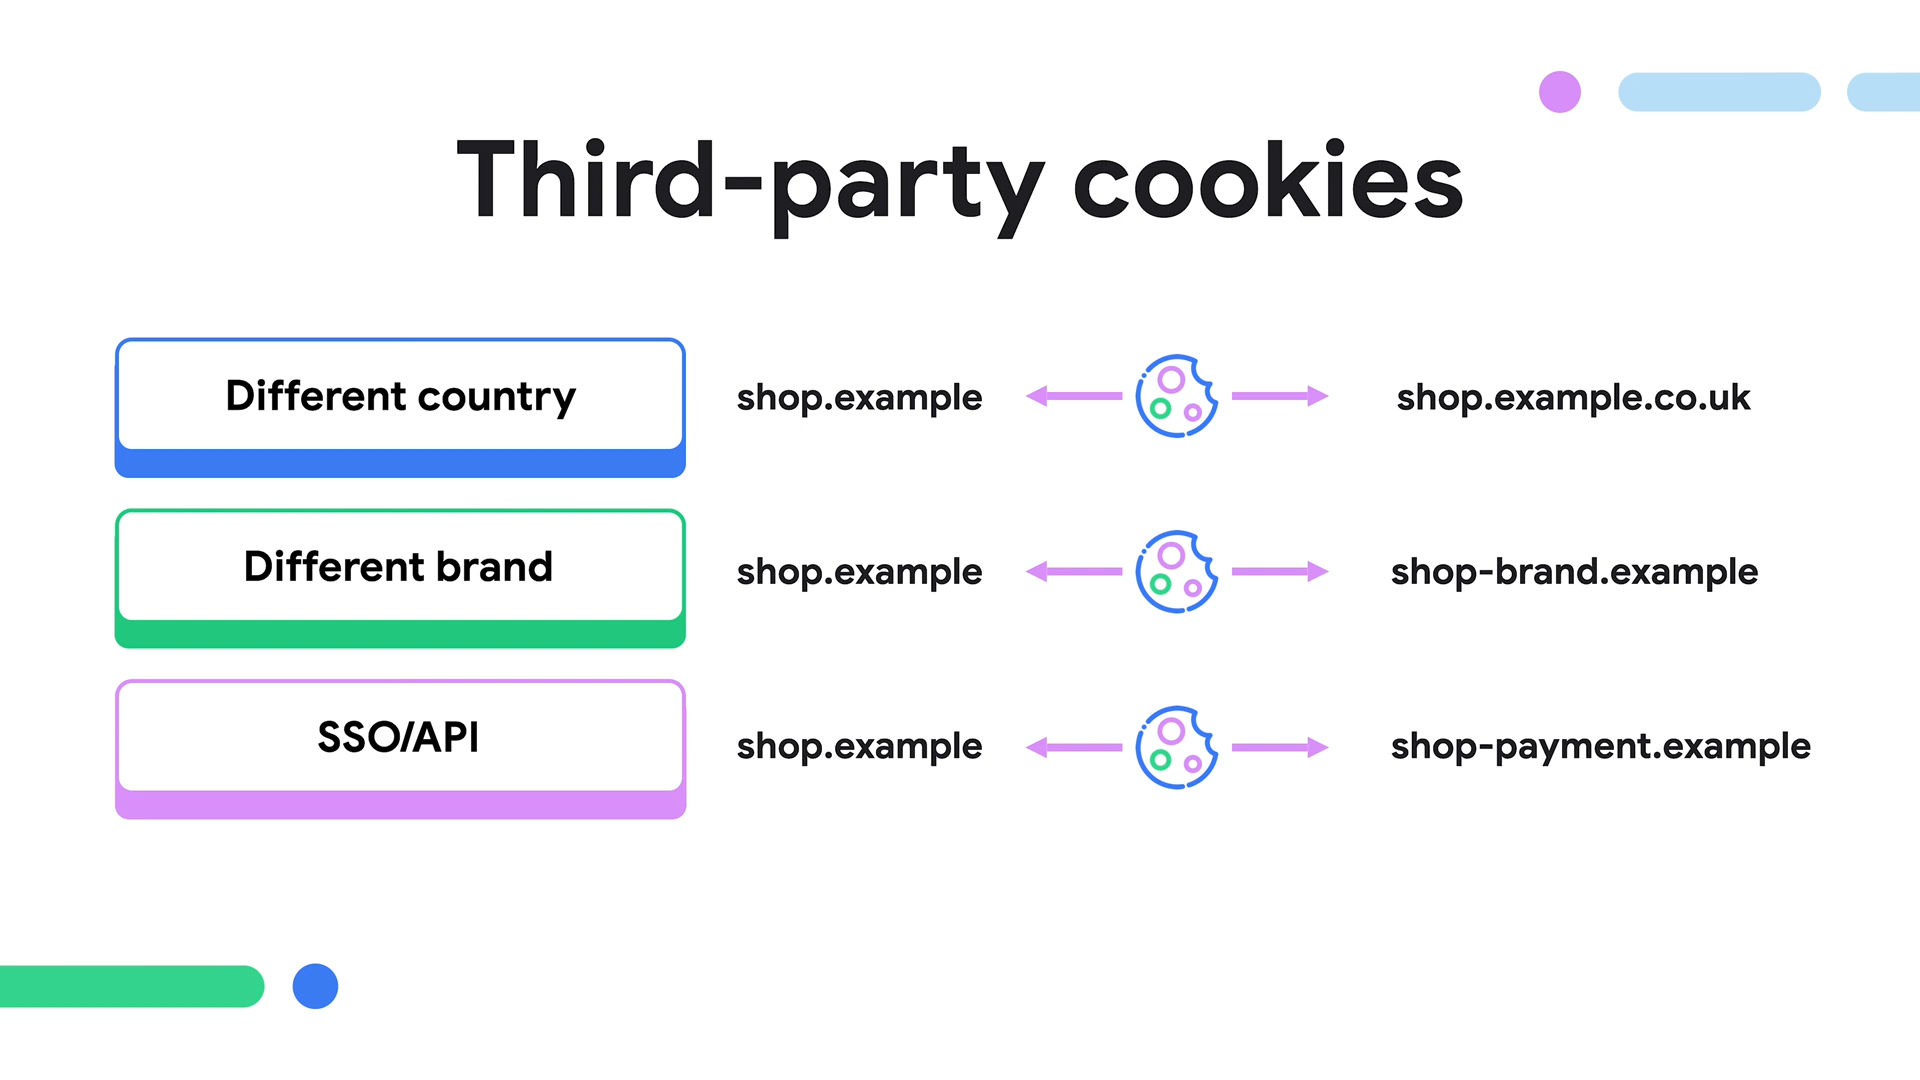 Third-party cookies
Different country
shop.example
shop.example.co.uk
Different brand
shop.example
shop-brand.example
SSO/API
shop.example
shop-payment.example